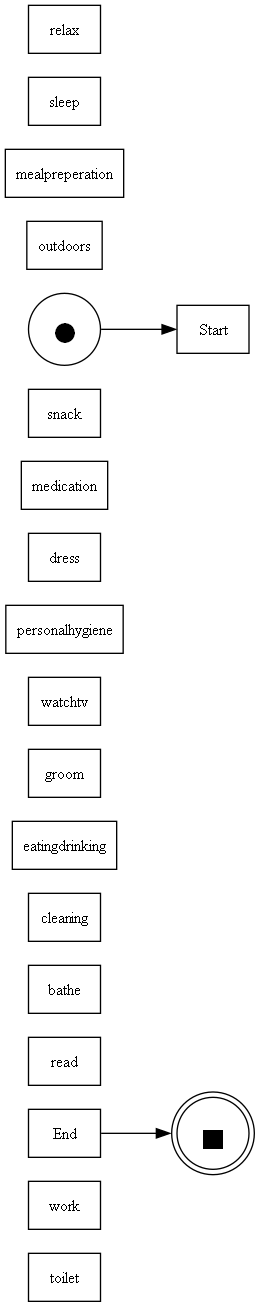 relax
sleep
mealpreperation
outdoors
Start
snack
medication
dress
personalhygiene
watchtv
groom
eatingdrinking
cleaning
bathe
read
End
work
toilet